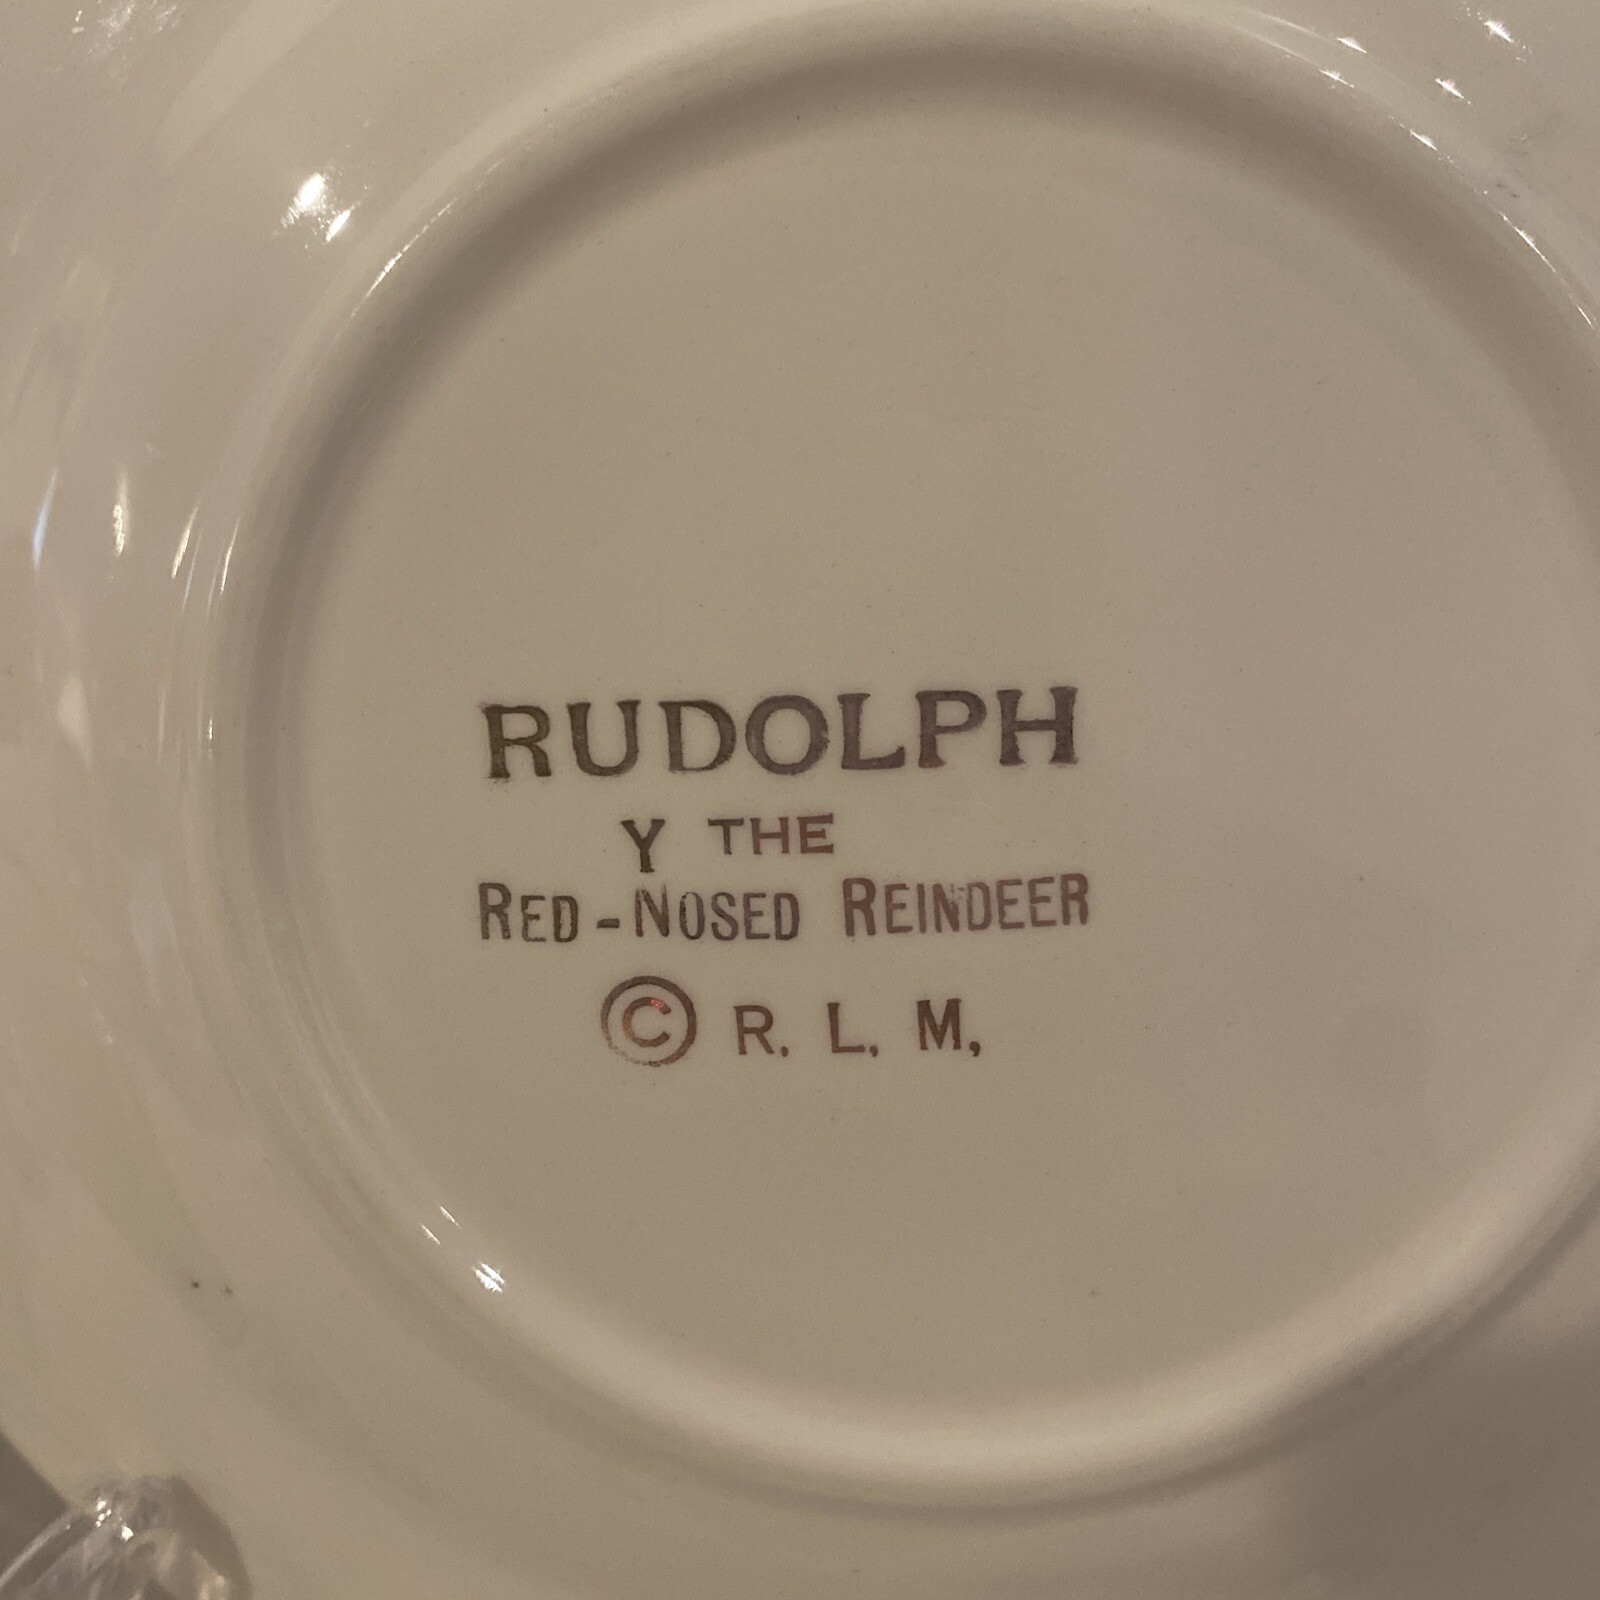 RUDOLPH
Y THE
RED-NOSED REINDEER
© R. L. M,